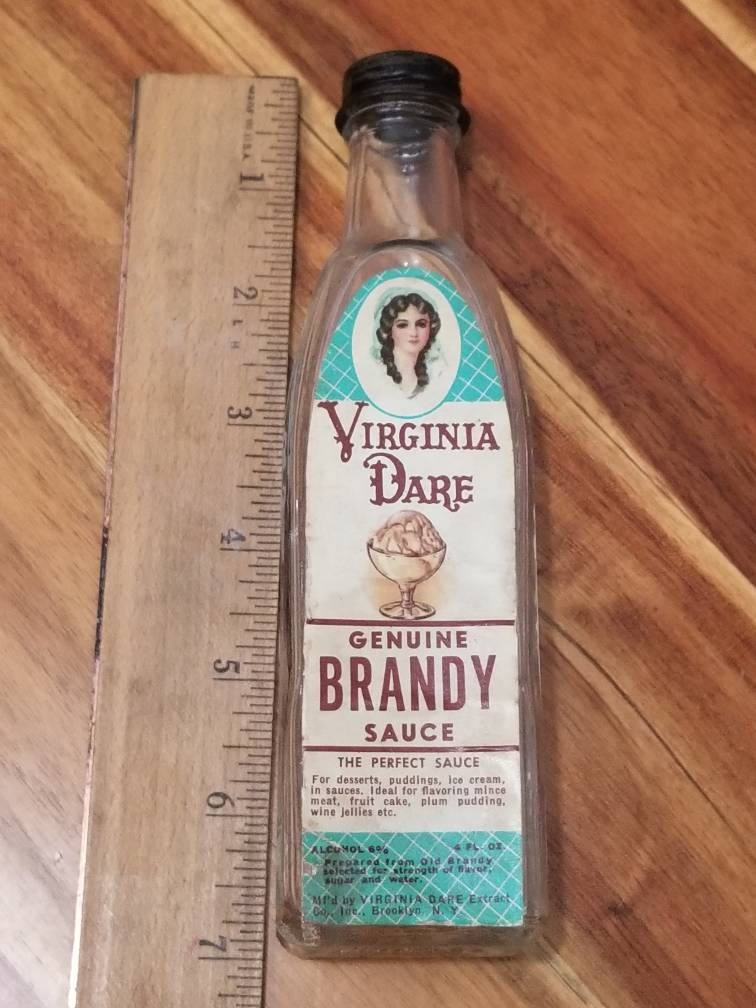 MADE IN U.S.A.
1
2
3
4
5
6
7
VIRGINIA
DARE
GENUINE
BRANDY
SAUCE
THE PERFECT SAUCE
For desserts, puddings, ice cream,
in sauces. Ideal for flavoring mince
meat, fruit cake, plum pudding,
wine jellies etc.
ALCOHOL 6% 4 FL. OZ.
Prepared from Old Brandy
selected for strength of flavor,
sugar and water.
Mf'd by VIRGINIA DARE Extract
Co., Inc., Brooklyn, N. Y.